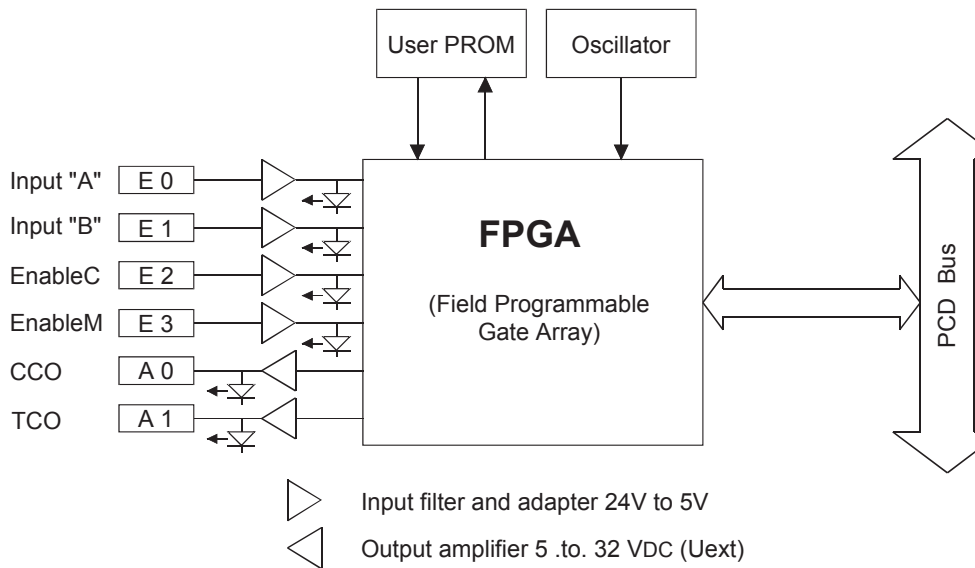 User PROM
Oscillator
Input "A"
E 0
Input "B"
E 1
EnableC
E 2
EnableM
E 3
CCO
A 0
TCO
A 1
FPGA
(Field Programmable
Gate Array)
PCD Bus
Input filter and adapter 24V to 5V
Output amplifier 5 .to. 32 VDC (Uext)